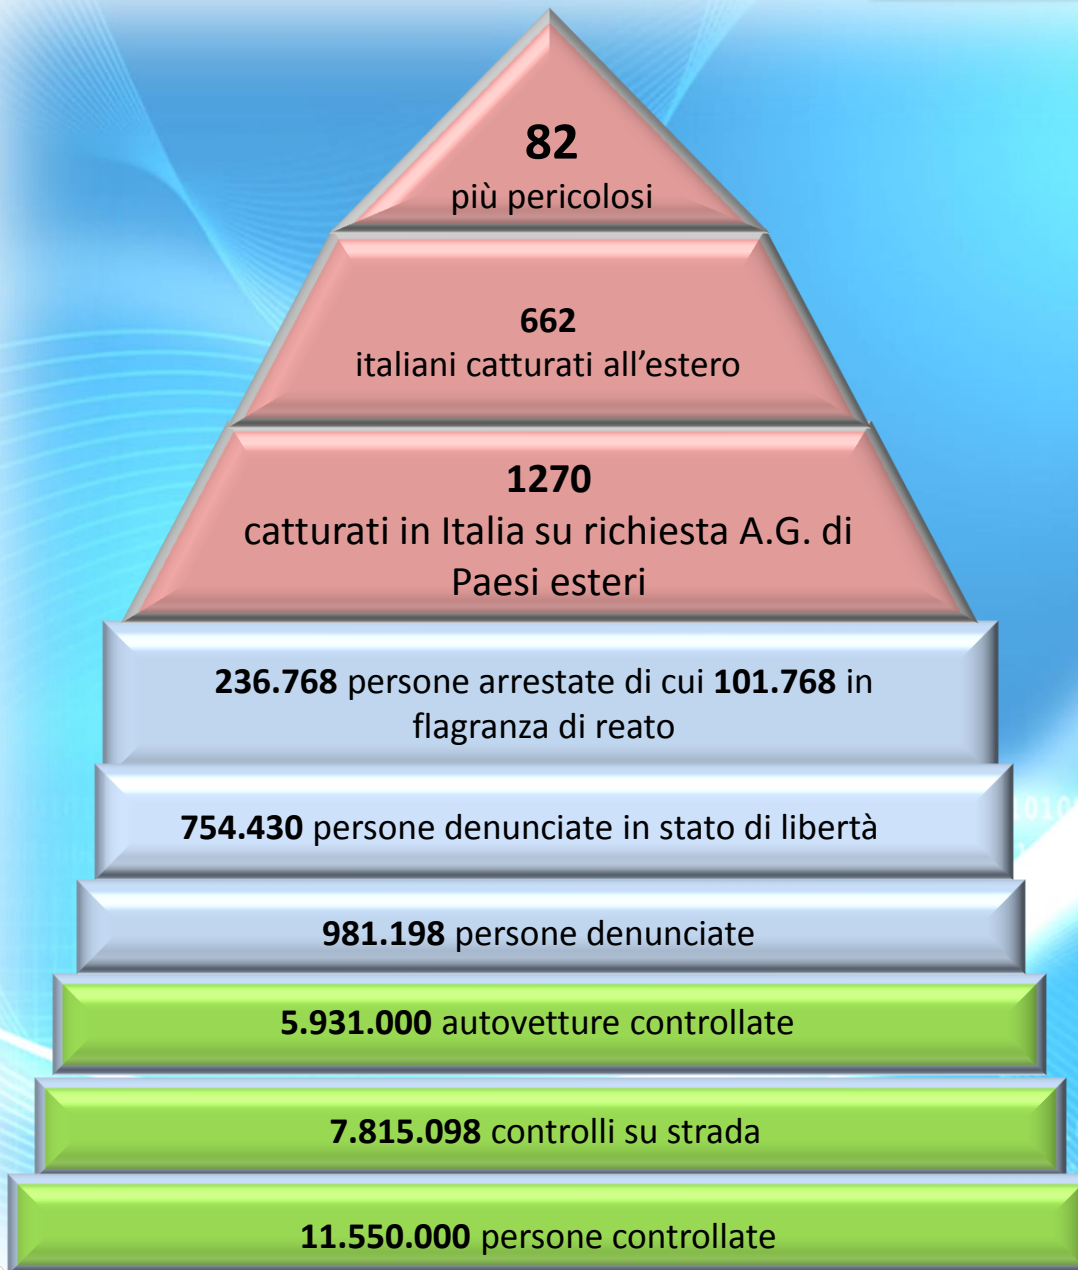 82
più pericolosi
662
italiani catturati all’estero
1270
catturati in Italia su richiesta A.G. di
Paesi esteri
236.768 persone arrestate di cui 101.768 in
flagranza di reato
754.430 persone denunciate in stato di libertà
981.198 persone denunciate
5.931.000 autovetture controllate
7.815.098 controlli su strada
11.550.000 persone controllate